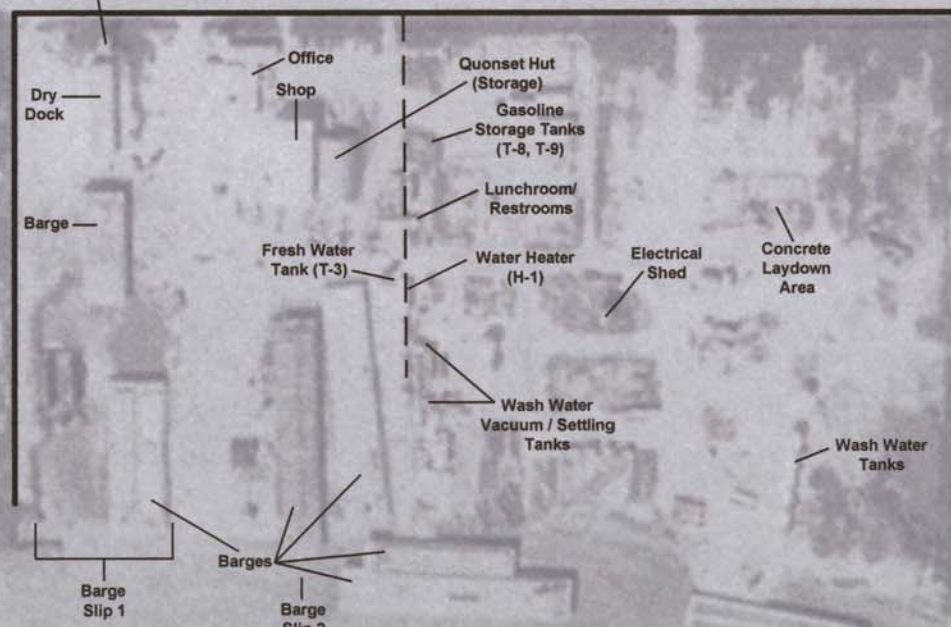 Office
Quonset Hut
(Storage)
Dry
Dock
Shop
Gasoline
Storage Tanks
(T-8, T-9)
Lunchroom/
Restrooms
Barge
Fresh Water
Tank (T-3)
Water Heater
(H-1)
Electrical
Shed
Concrete
Laydown
Area
Wash Water
Vacuum / Settling
Tanks
Wash Water
Tanks
Barges
Barge
Slip 1
Barge
Slip 2